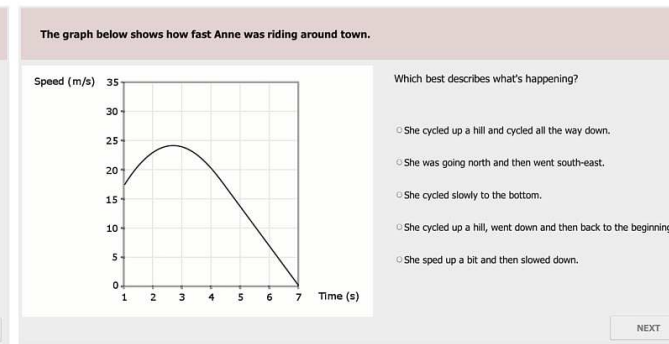 The graph below shows how fast Anne was riding around town.
Speed (m/s)
35
30
25
20
15
10
5
0
1 2 3 4 5 6 7 Time (s)
Which best describes what's happening?
She cycled up a hill and cycled all the way down.
She was going north and then went south-east.
She cycled slowly to the bottom.
She cycled up a hill, went down and then back to the beginning
She sped up a bit and then slowed down.
NEXT